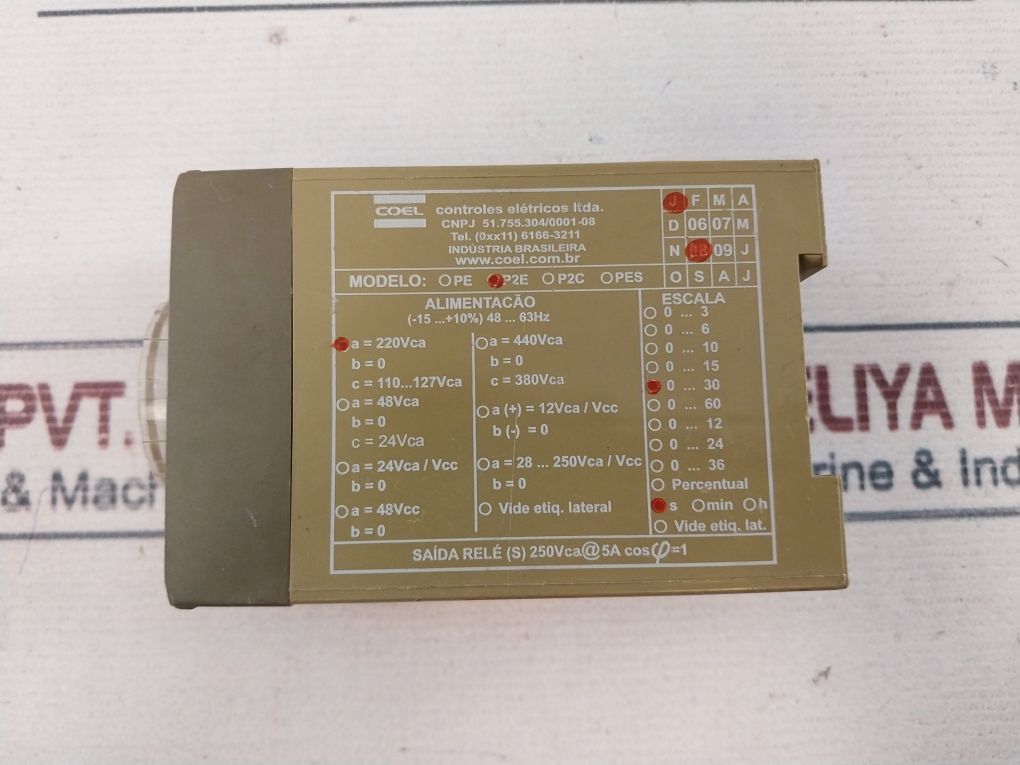 COEL
controles elétricos ltda.
CNPJ 51.755.304/0001-08
Tel. (0xx11) 6166-3211
INDÚSTRIA BRASILEIRA
www.coel.com.br
J F M A
D 06 07 M
N 08 09 J
O S A J
MODELO: PE P2E P2C PES
ALIMENTAÇÃO
(-15 ...+10%) 48 ... 63Hz
a = 220Vca
b = 0
c = 110...127Vca
a = 48Vca
b = 0
c = 24Vca
a = 24Vca / Vcc
b = 0
a = 48Vcc
b = 0
a = 440Vca
b = 0
c = 380Vca
a (+) = 12Vca / Vcc
b (-) = 0
a = 28 ... 250Vca / Vcc
b = 0
Vide etiq. lateral
ESCALA
0 ... 3
0 ... 6
0 ... 10
0 ... 15
0 ... 30
0 ... 60
0 ... 12
0 ... 24
0 ... 36
Percentual
s min h
Vide etiq. lat.
SAÍDA RELÉ (S) 250Vca@5A cosφ=1
PVT.
& Mach
ELIYA M
rine & Ind